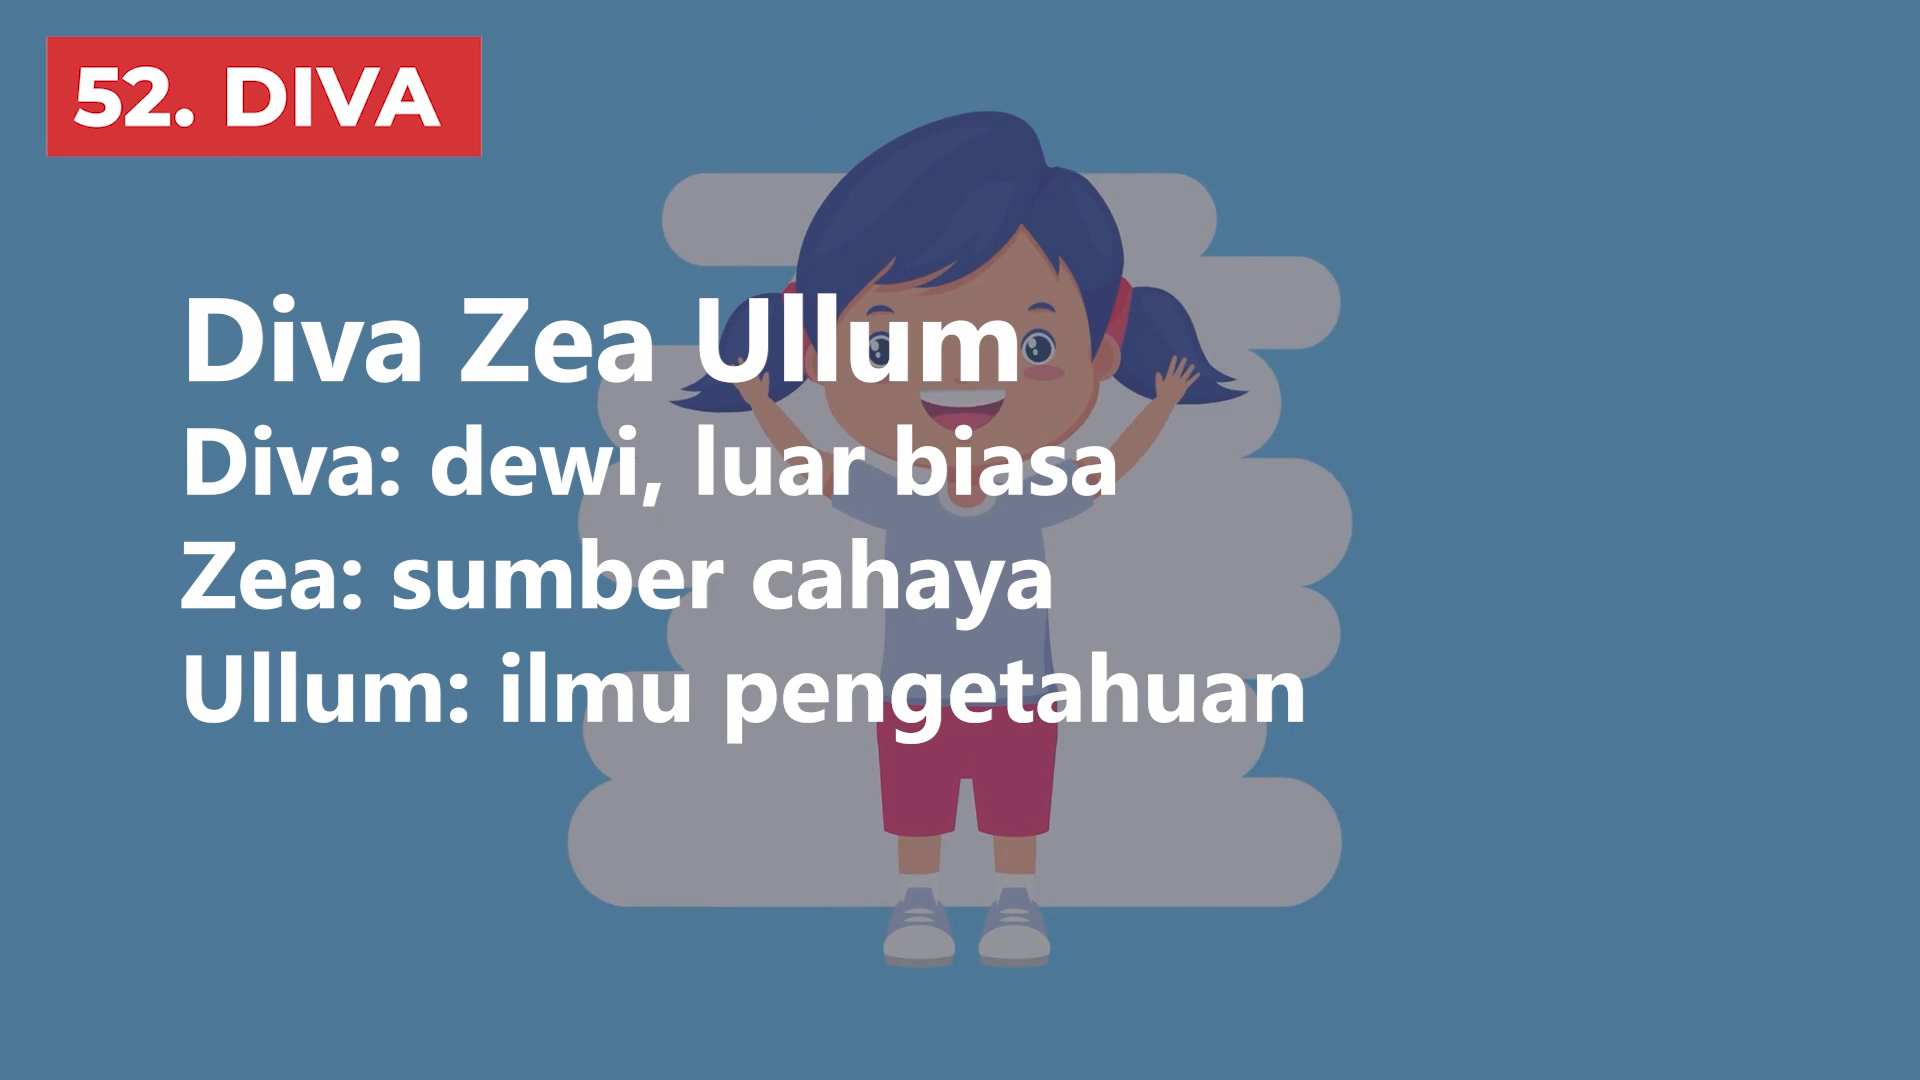 52. DIVA
Diva Zea Ullum
Diva: dewi, luar biasa
Zea: sumber cahaya
Ullum: ilmu pengetahuan